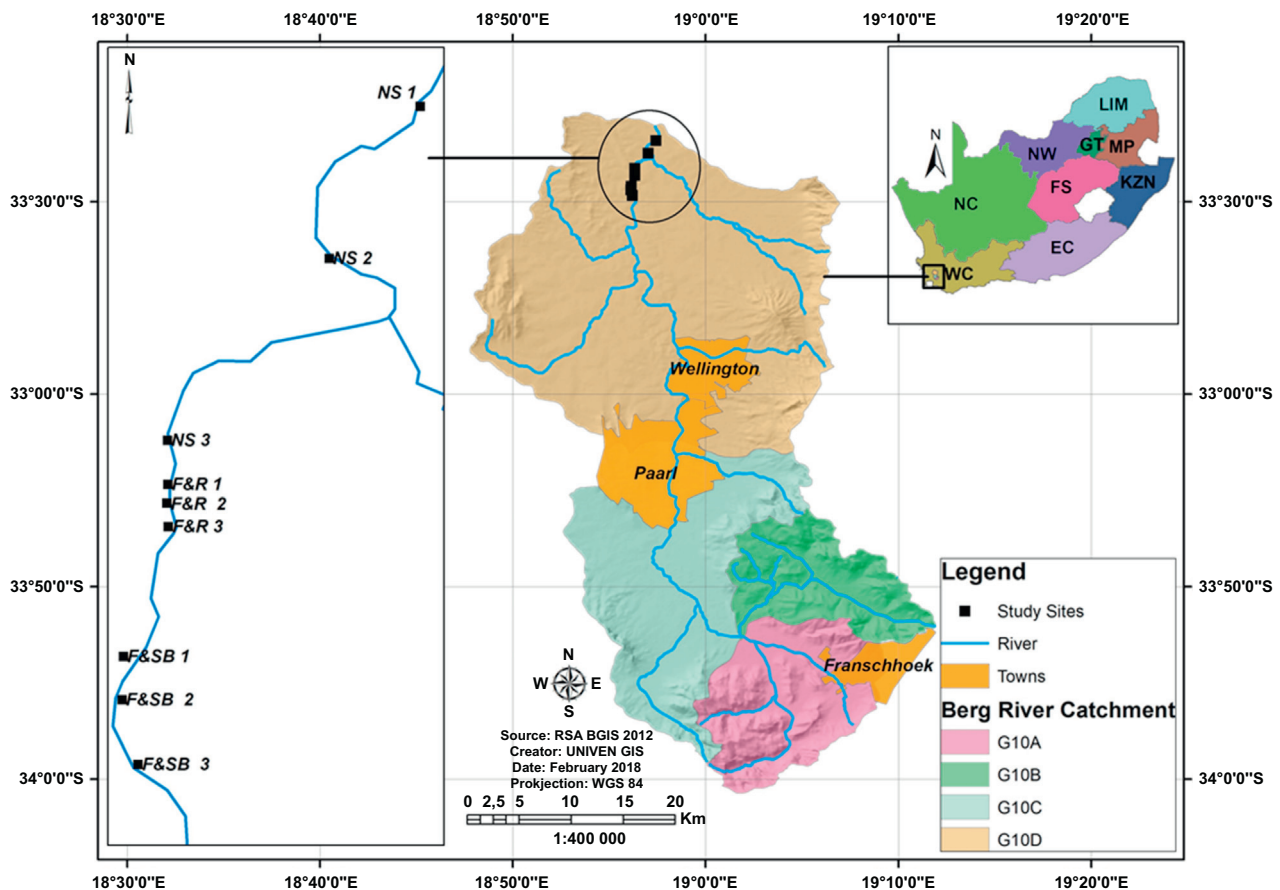 18°30'0"E 18°40'0"E 18°50'0"E 19°0'0"E 19°10'0"E 19°20'0"E
N
NS 1
NS 2
NS 3
F&R 1
F&R 2
F&R 3
F&SB 1
F&SB 2
F&SB 3
33°30'0"S
33°00'0"S
33°50'0"S
34°0'0"S
Wellington
Paarl
Franschhoek
N
LIM
NW
GT
MP
NC
FS
KZN
EC
WC
33°30'0"S
33°00'0"S
33°50'0"S
34°0'0"S
N
W E
S
Source: RSA BGIS 2012
Creator: UNIVEN GIS
Date: February 2018
Prokjection: WGS 84
0 2,5 5 10 15 20
Km
1:400 000
Legend
Study Sites
River
Towns
Berg River Catchment
G10A
G10B
G10C
G10D
18°30'0"E 18°40'0"E 18°50'0"E 19°0'0"E 19°10'0"E 19°20'0"E